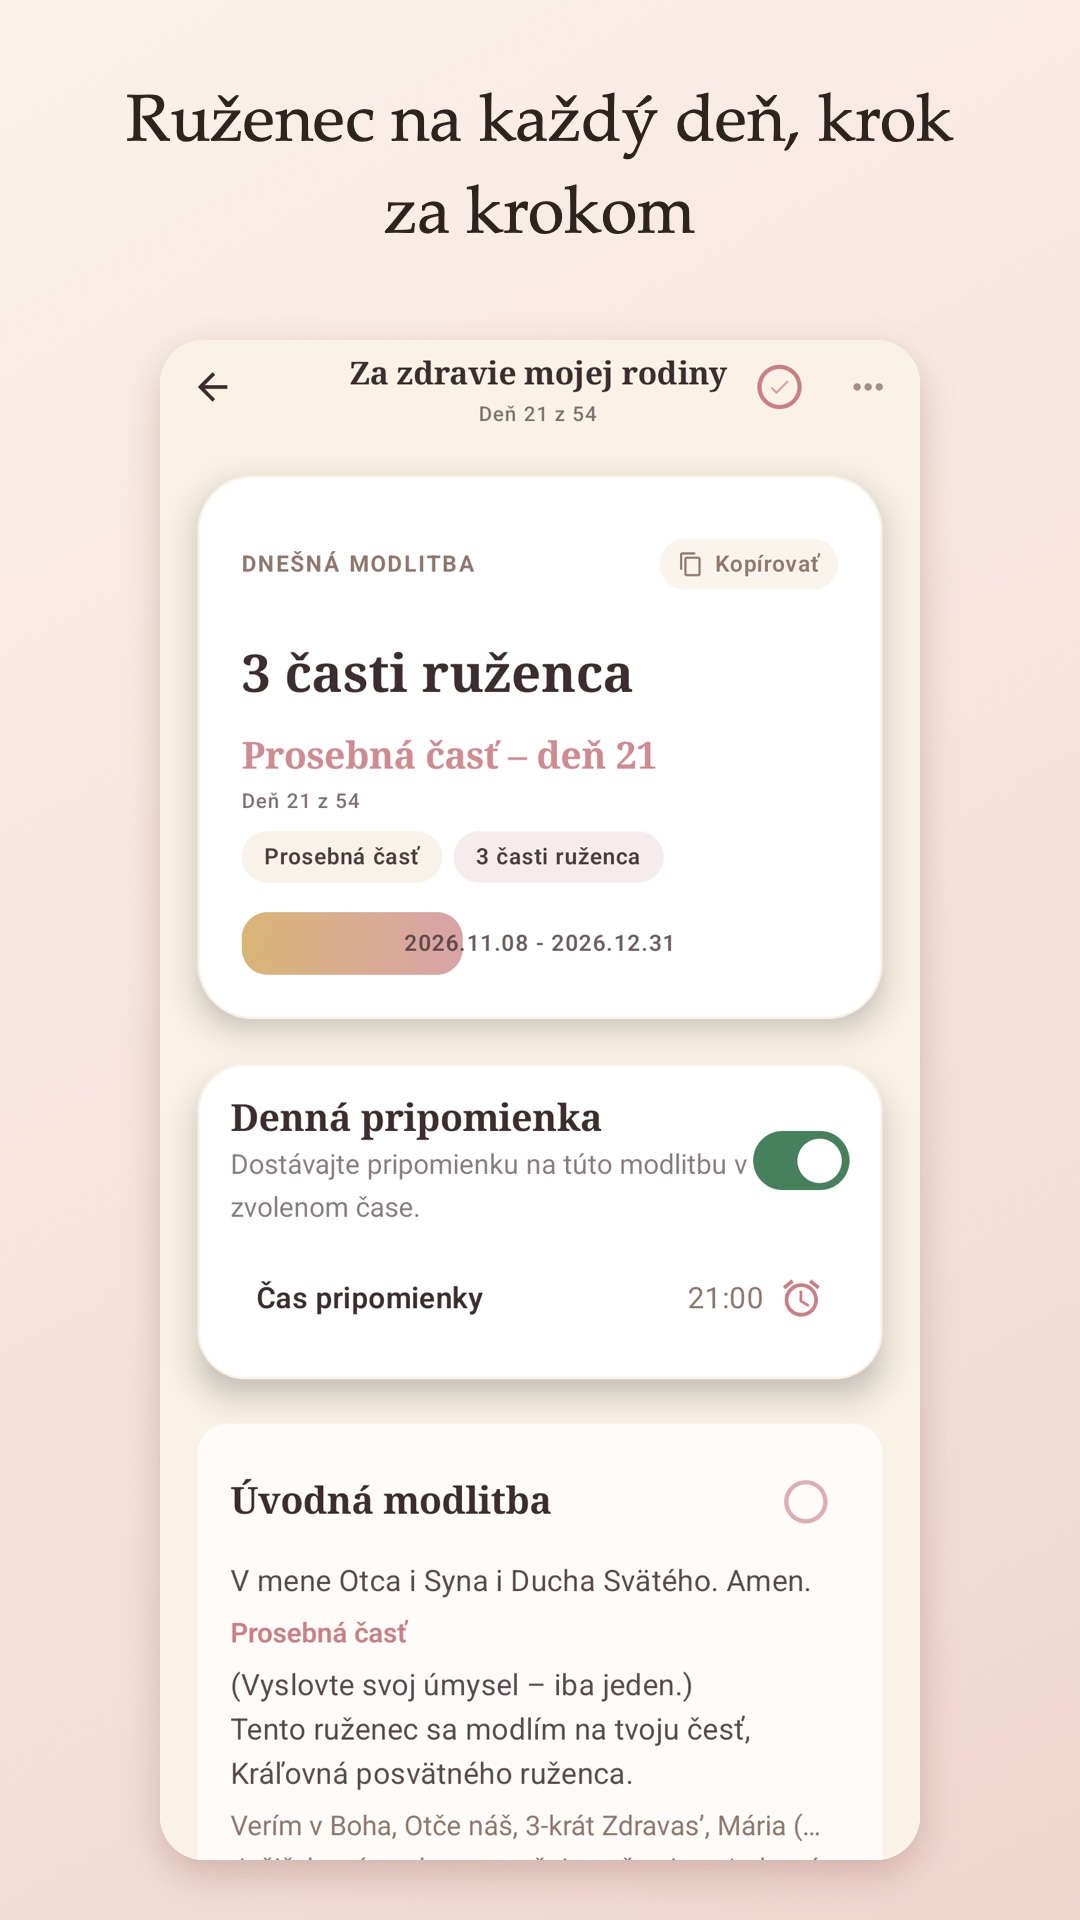 Ruženec na každý deň, krok
za krokom
Za zdravie mojej rodiny
Deň 21 z 54
DNEŠNÁ MODLITBA
Kopírovať
3 časti ruženca
Prosebná časť – deň 21
Deň 21 z 54
Prosebná časť
3 časti ruženca
2026.11.08 - 2026.12.31
Denná pripomienka
Dostávajte pripomienku na túto modlitbu v
zvolenom čase.
Čas pripomienky
21:00
Úvodná modlitba
V mene Otca i Syna i Ducha Svätého. Amen.
Prosebná časť
(Vyslovte svoj úmysel – iba jeden.)
Tento ruženec sa modlím na tvoju česť,
Kráľovná posvätného ruženca.
Verím v Boha, Otče náš, 3-krát Zdravas’, Mária (…